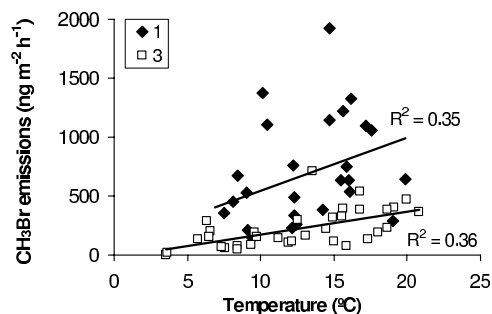 2000
1500
1000
500
0
CH₃Br emissions (ng m⁻² h⁻¹)
1
3
R² = 0.35
R² = 0.36
0 5 10 15 20 25
Temperature (ºC)